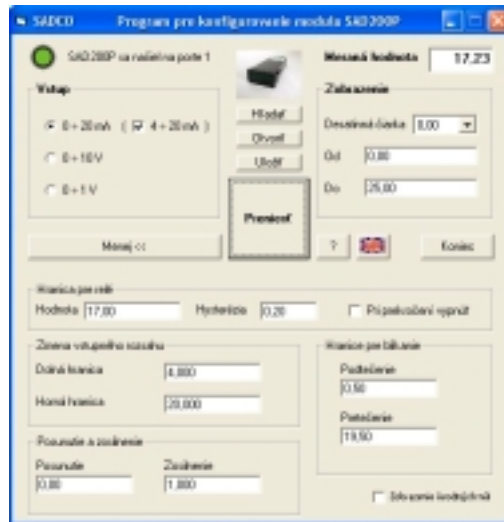 SADCO Program pre konfigurovanie modulu SAD200P
SAD200P sa našiel na porte 1
Meraná hodnota 17.23
Vstup
0 ÷ 20 mA ( 4 ÷ 20 mA )
0 ÷ 10 V
0 ÷ 1 V
Hľadať
Otvoriť
Uložiť
Preniesť
Zobrazenie
Desatinná čiarka 0.00
Od 0,00
Do 25,00
Menej <<
?
Koniec
Hranica pre relé
Hodnota 17,00
Hysterézia 0,20
Pri prekročení vypnúť
Zmena vstupného rozsahu
Dolná hranica 4,000
Horná hranica 20,000
Hranice pre blikanie
Podtečenie
0,50
Pretečenie
19,50
Posunutie a zosilnenie
Posunutie
0,00
Zosilnenie
1,000